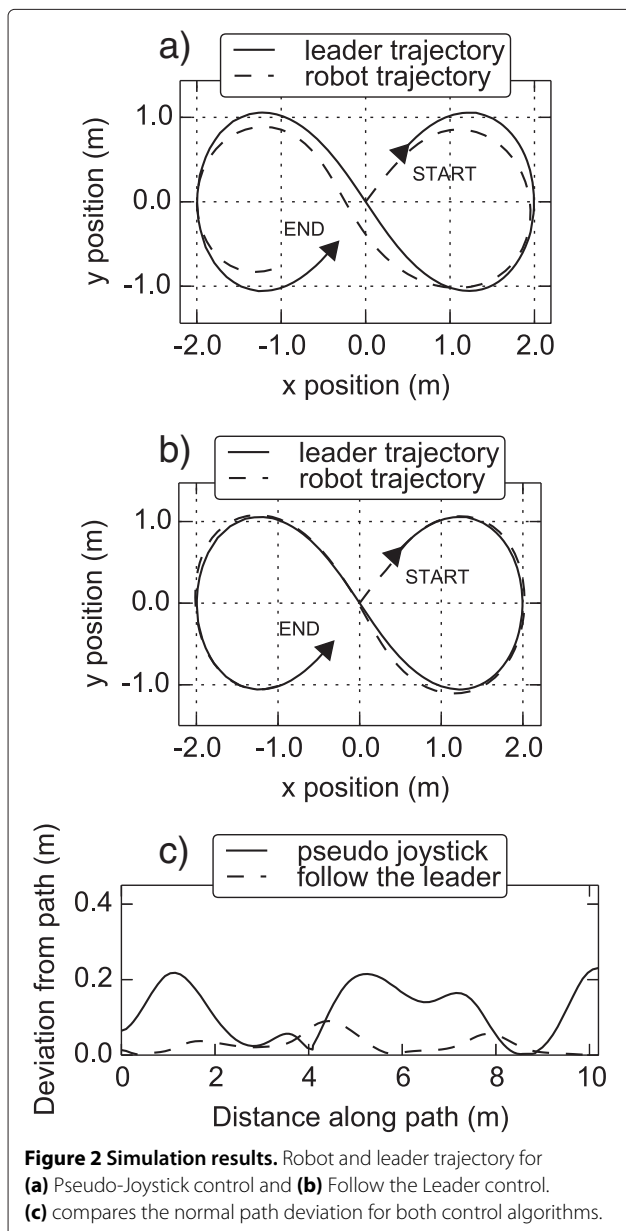 a)
leader trajectory
robot trajectory
1.0
0.0
-1.0
y position (m)
START
END
-2.0 -1.0 0.0 1.0 2.0
x position (m)
b)
leader trajectory
robot trajectory
1.0
0.0
-1.0
y position (m)
START
END
-2.0 -1.0 0.0 1.0 2.0
x position (m)
c)
pseudo joystick
follow the leader
0.4
0.2
0.0
Deviation from path (m)
0 2 4 6 8 10
Distance along path (m)
Figure 2 Simulation results. Robot and leader trajectory for
(a) Pseudo-Joystick control and (b) Follow the Leader control.
(c) compares the normal path deviation for both control algorithms.